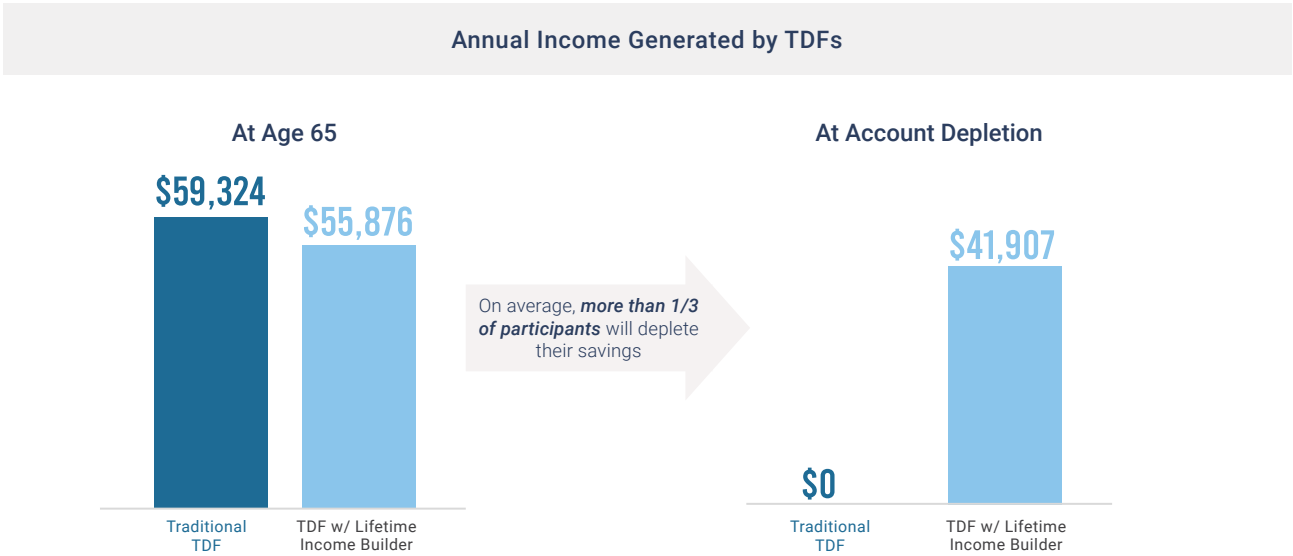 Annual Income Generated by TDFs
At Age 65
$59,324
$55,876
Traditional
TDF
TDF w/ Lifetime
Income Builder
On average, more than 1/3
of participants will deplete
their savings
At Account Depletion
$0
$41,907
Traditional
TDF
TDF w/ Lifetime
Income Builder